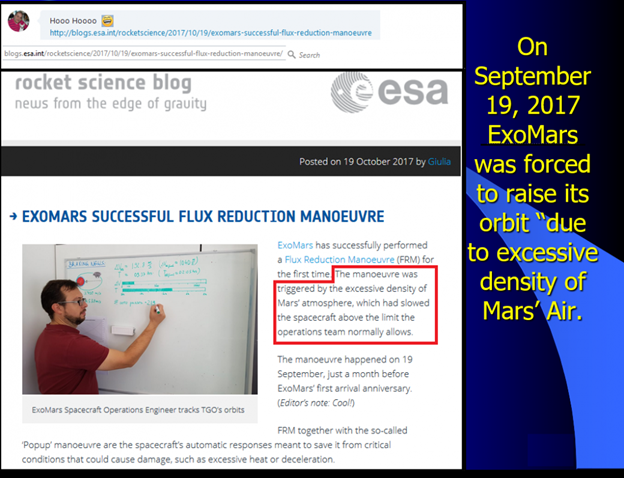 Hooo Hoooo
http://blogs.esa.int/rocketscience/2017/10/19/exomars-successful-flux-reduction-manoeuvre
blogs.esa.int/rocketscience/2017/10/19/exomars-successful-flux-reduction-manoeuvre/
Search
rocket science blog
news from the edge of gravity
esa
Posted on 19 October 2017 by Giulia
→ EXOMARS SUCCESSFUL FLUX REDUCTION MANOEUVRE
ExoMars Spacecraft Operations Engineer tracks TGO's orbits
ExoMars has successfully performed
a Flux Reduction Manoeuvre (FRM) for
the first time. The manoeuvre was
triggered by the excessive density of
Mars' atmosphere, which had slowed
the spacecraft above the limit the
operations team normally allows.
The manoeuvre happened on 19
September, just a month before
ExoMars' first arrival anniversary.
(Editor's note: Cool!)
FRM together with the so-called
'Popup' manoeuvre are the spacecraft's automatic responses meant to save it from critical
conditions that could cause damage, such as excessive heat or deceleration.
On
September
19, 2017
ExoMars
was forced
to raise its
orbit "due
to excessive
density of
Mars' Air.